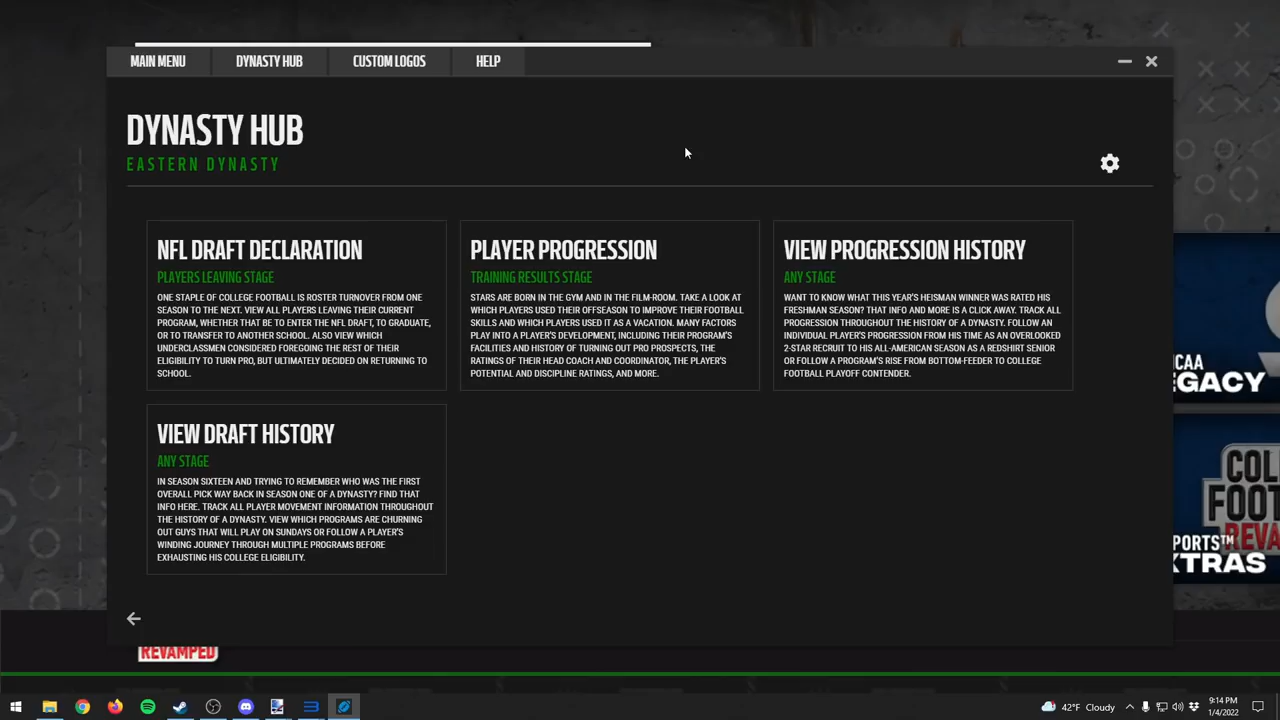 MAIN MENU
DYNASTY HUB
CUSTOM LOGOS
HELP
DYNASTY HUB
EASTERN DYNASTY
NFL DRAFT DECLARATION
PLAYERS LEAVING STAGE
ONE STAPLE OF COLLEGE FOOTBALL IS ROSTER TURNOVER FROM ONE
SEASON TO THE NEXT. VIEW ALL PLAYERS LEAVING THEIR CURRENT
PROGRAM, WHETHER THAT BE TO ENTER THE NFL DRAFT, TO GRADUATE,
OR TO TRANSFER TO ANOTHER SCHOOL. ALSO VIEW WHICH
UNDERCLASSMEN CONSIDERED FOREGOING THE REST OF THEIR
ELIGIBILITY TO TURN PRO, BUT ULTIMATELY DECIDED ON RETURNING TO
SCHOOL.
PLAYER PROGRESSION
TRAINING RESULTS STAGE
STARS ARE BORN IN THE GYM AND IN THE FILM-ROOM. TAKE A LOOK AT
WHICH PLAYERS USED THEIR OFFSEASON TO IMPROVE THEIR FOOTBALL
SKILLS AND WHICH PLAYERS USED IT AS A VACATION. MANY FACTORS
PLAY INTO A PLAYER'S DEVELOPMENT, INCLUDING THEIR PROGRAM'S
FACILITIES AND HISTORY OF TURNING OUT PRO PROSPECTS, THE
RATINGS OF THEIR HEAD COACH AND COORDINATOR, THE PLAYER'S
POTENTIAL AND DISCIPLINE RATINGS, AND MORE.
VIEW PROGRESSION HISTORY
ANY STAGE
WANT TO KNOW WHAT THIS YEAR'S HEISMAN WINNER WAS RATED HIS
FRESHMAN SEASON? THAT INFO AND MORE IS A CLICK AWAY. TRACK ALL
PROGRESSION THROUGHOUT THE HISTORY OF A DYNASTY. FOLLOW AN
INDIVIDUAL PLAYER'S PROGRESSION FROM HIS TIME AS AN OVERLOOKED
2-STAR RECRUIT TO HIS ALL-AMERICAN SEASON AS A REDSHIRT SENIOR
OR FOLLOW A PROGRAM'S RISE FROM BOTTOM-FEEDER TO COLLEGE
FOOTBALL PLAYOFF CONTENDER.
VIEW DRAFT HISTORY
ANY STAGE
IN SEASON SIXTEEN AND TRYING TO REMEMBER WHO WAS THE FIRST
OVERALL PICK WAY BACK IN SEASON ONE OF A DYNASTY? FIND THAT
INFO HERE. TRACK ALL PLAYER MOVEMENT INFORMATION THROUGHOUT
THE HISTORY OF A DYNASTY. VIEW WHICH PROGRAMS ARE CHURNING
OUT GUYS THAT WILL PLAY ON SUNDAYS OR FOLLOW A PLAYER'S
WINDING JOURNEY THROUGH MULTIPLE PROGRAMS BEFORE
EXHAUSTING HIS COLLEGE ELIGIBILITY.
CAA
EGACY
COL
FOOT
REVA
PORTS™
XTRAS
REVAMPED
42°F Cloudy
9:14 PM
1/4/2022